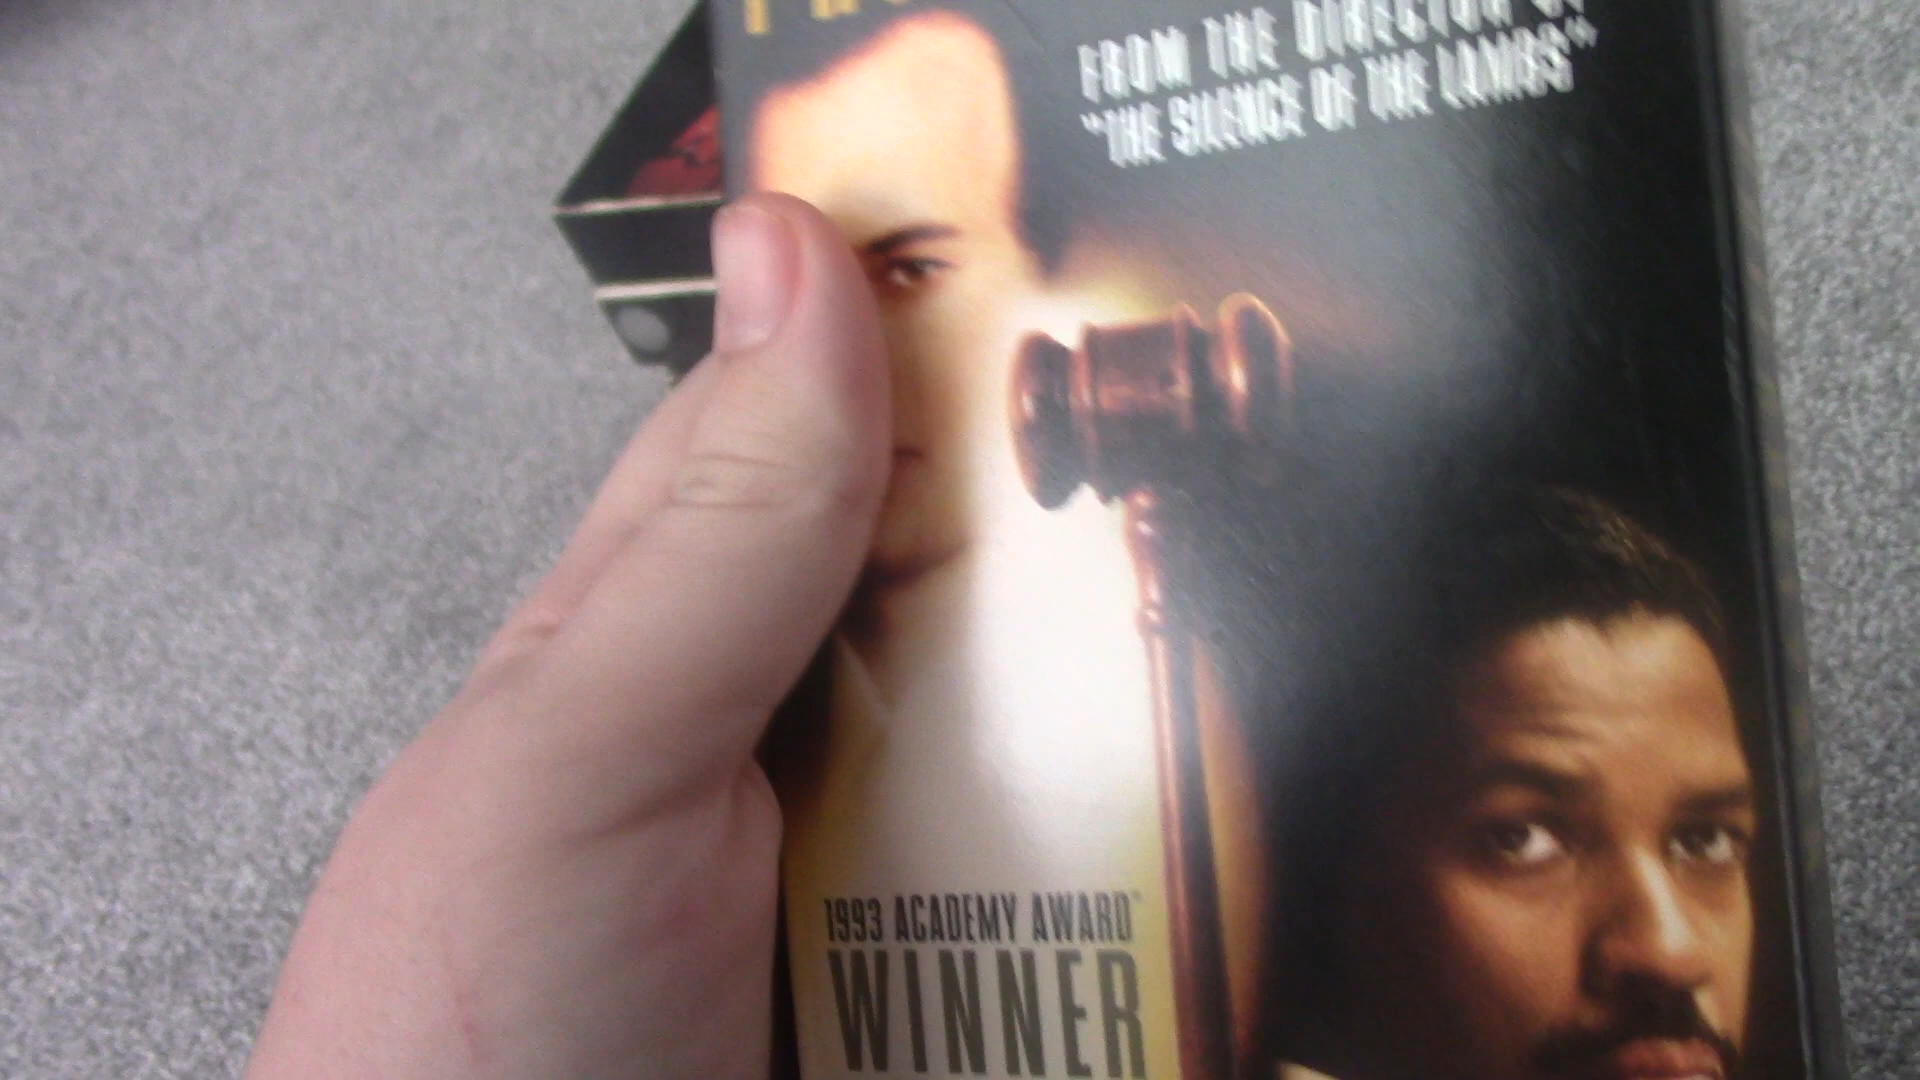 FROM THE DIRECTOR OF
"THE SILENCE OF THE LAMBS"
1993 ACADEMY AWARD
WINNER